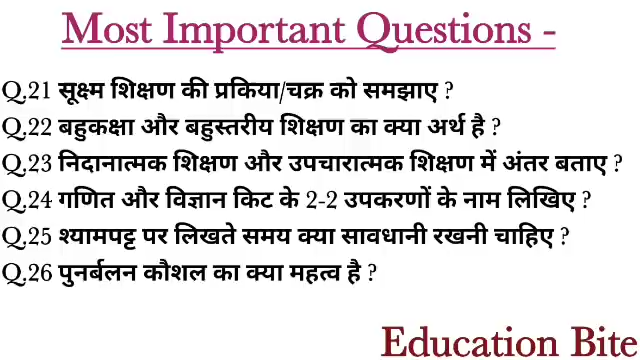 Most Important Questions -
Q.21 सूक्ष्म शिक्षण की प्रकिया/चक्र को समझाए ?
Q.22 बहुकक्षा और बहुस्तरीय शिक्षण का क्या अर्थ है ?
Q.23 निदानात्मक शिक्षण और उपचारात्मक शिक्षण में अंतर बताए ?
Q.24 गणित और विज्ञान किट के 2-2 उपकरणों के नाम लिखिए ?
Q.25 श्यामपट्ट पर लिखते समय क्या सावधानी रखनी चाहिए ?
Q.26 पुनर्बलन कौशल का क्या महत्व है ?
Education Bite